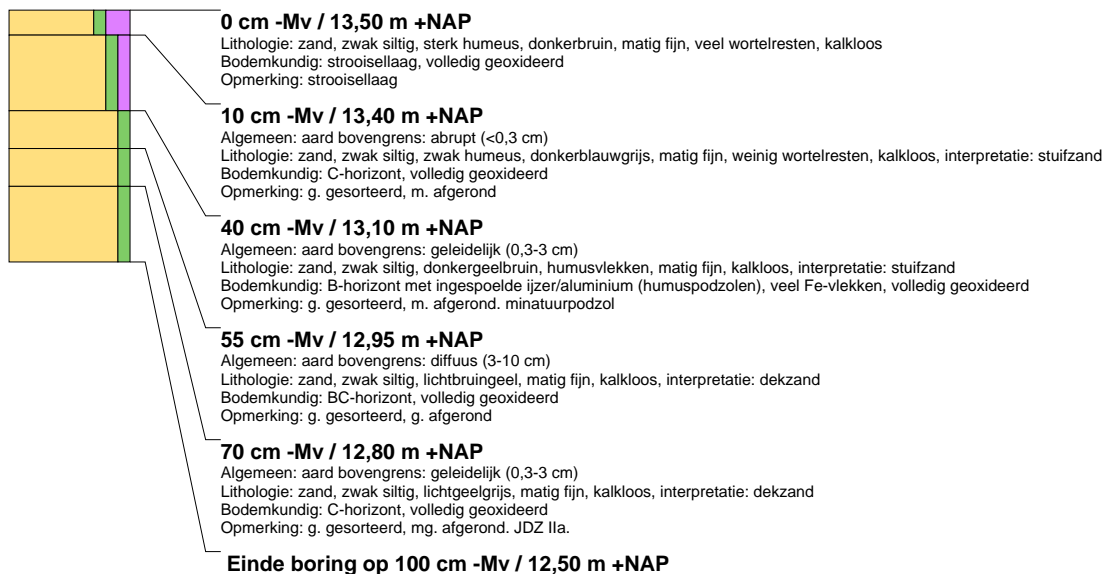 0 cm -Mv / 13,50 m +NAP
Lithologie: zand, zwak siltig, sterk humeus, donkerbruin, matig fijn, veel wortelresten, kalkloos
Bodemkundig: strooisellaag, volledig geoxideerd
Opmerking: strooisellaag
10 cm -Mv / 13,40 m +NAP
Algemeen: aard bovengrens: abrupt (<0,3 cm)
Lithologie: zand, zwak siltig, zwak humeus, donkerblauwgrijs, matig fijn, weinig wortelresten, kalkloos, interpretatie: stuifzand
Bodemkundig: C-horizont, volledig geoxideerd
Opmerking: g. gesorteerd, m. afgerond
40 cm -Mv / 13,10 m +NAP
Algemeen: aard bovengrens: geleidelijk (0,3-3 cm)
Lithologie: zand, zwak siltig, donkergeelbruin, humusvlekken, matig fijn, kalkloos, interpretatie: stuifzand
Bodemkundig: B-horizont met ingespoelde ijzer/aluminium (humuspodzolen), veel Fe-vlekken, volledig geoxideerd
Opmerking: g. gesorteerd, m. afgerond. minatuurpodzol
55 cm -Mv / 12,95 m +NAP
Algemeen: aard bovengrens: diffuus (3-10 cm)
Lithologie: zand, zwak siltig, lichtbruingeel, matig fijn, kalkloos, interpretatie: dekzand
Bodemkundig: BC-horizont, volledig geoxideerd
Opmerking: g. gesorteerd, g. afgerond
70 cm -Mv / 12,80 m +NAP
Algemeen: aard bovengrens: geleidelijk (0,3-3 cm)
Lithologie: zand, zwak siltig, lichtgeelgrijs, matig fijn, kalkloos, interpretatie: dekzand
Bodemkundig: C-horizont, volledig geoxideerd
Opmerking: g. gesorteerd, mg. afgerond. JDZ IIa.
Einde boring op 100 cm -Mv / 12,50 m +NAP